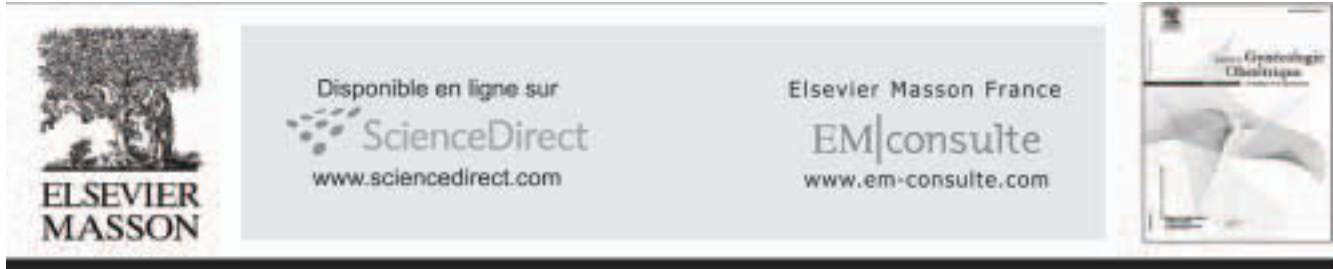 ELSEVIER
MASSON
Disponible en ligne sur
ScienceDirect
www.sciencedirect.com
Elsevier Masson France
EM|consulte
www.em-consulte.com
Gynécologie
Obstétrique